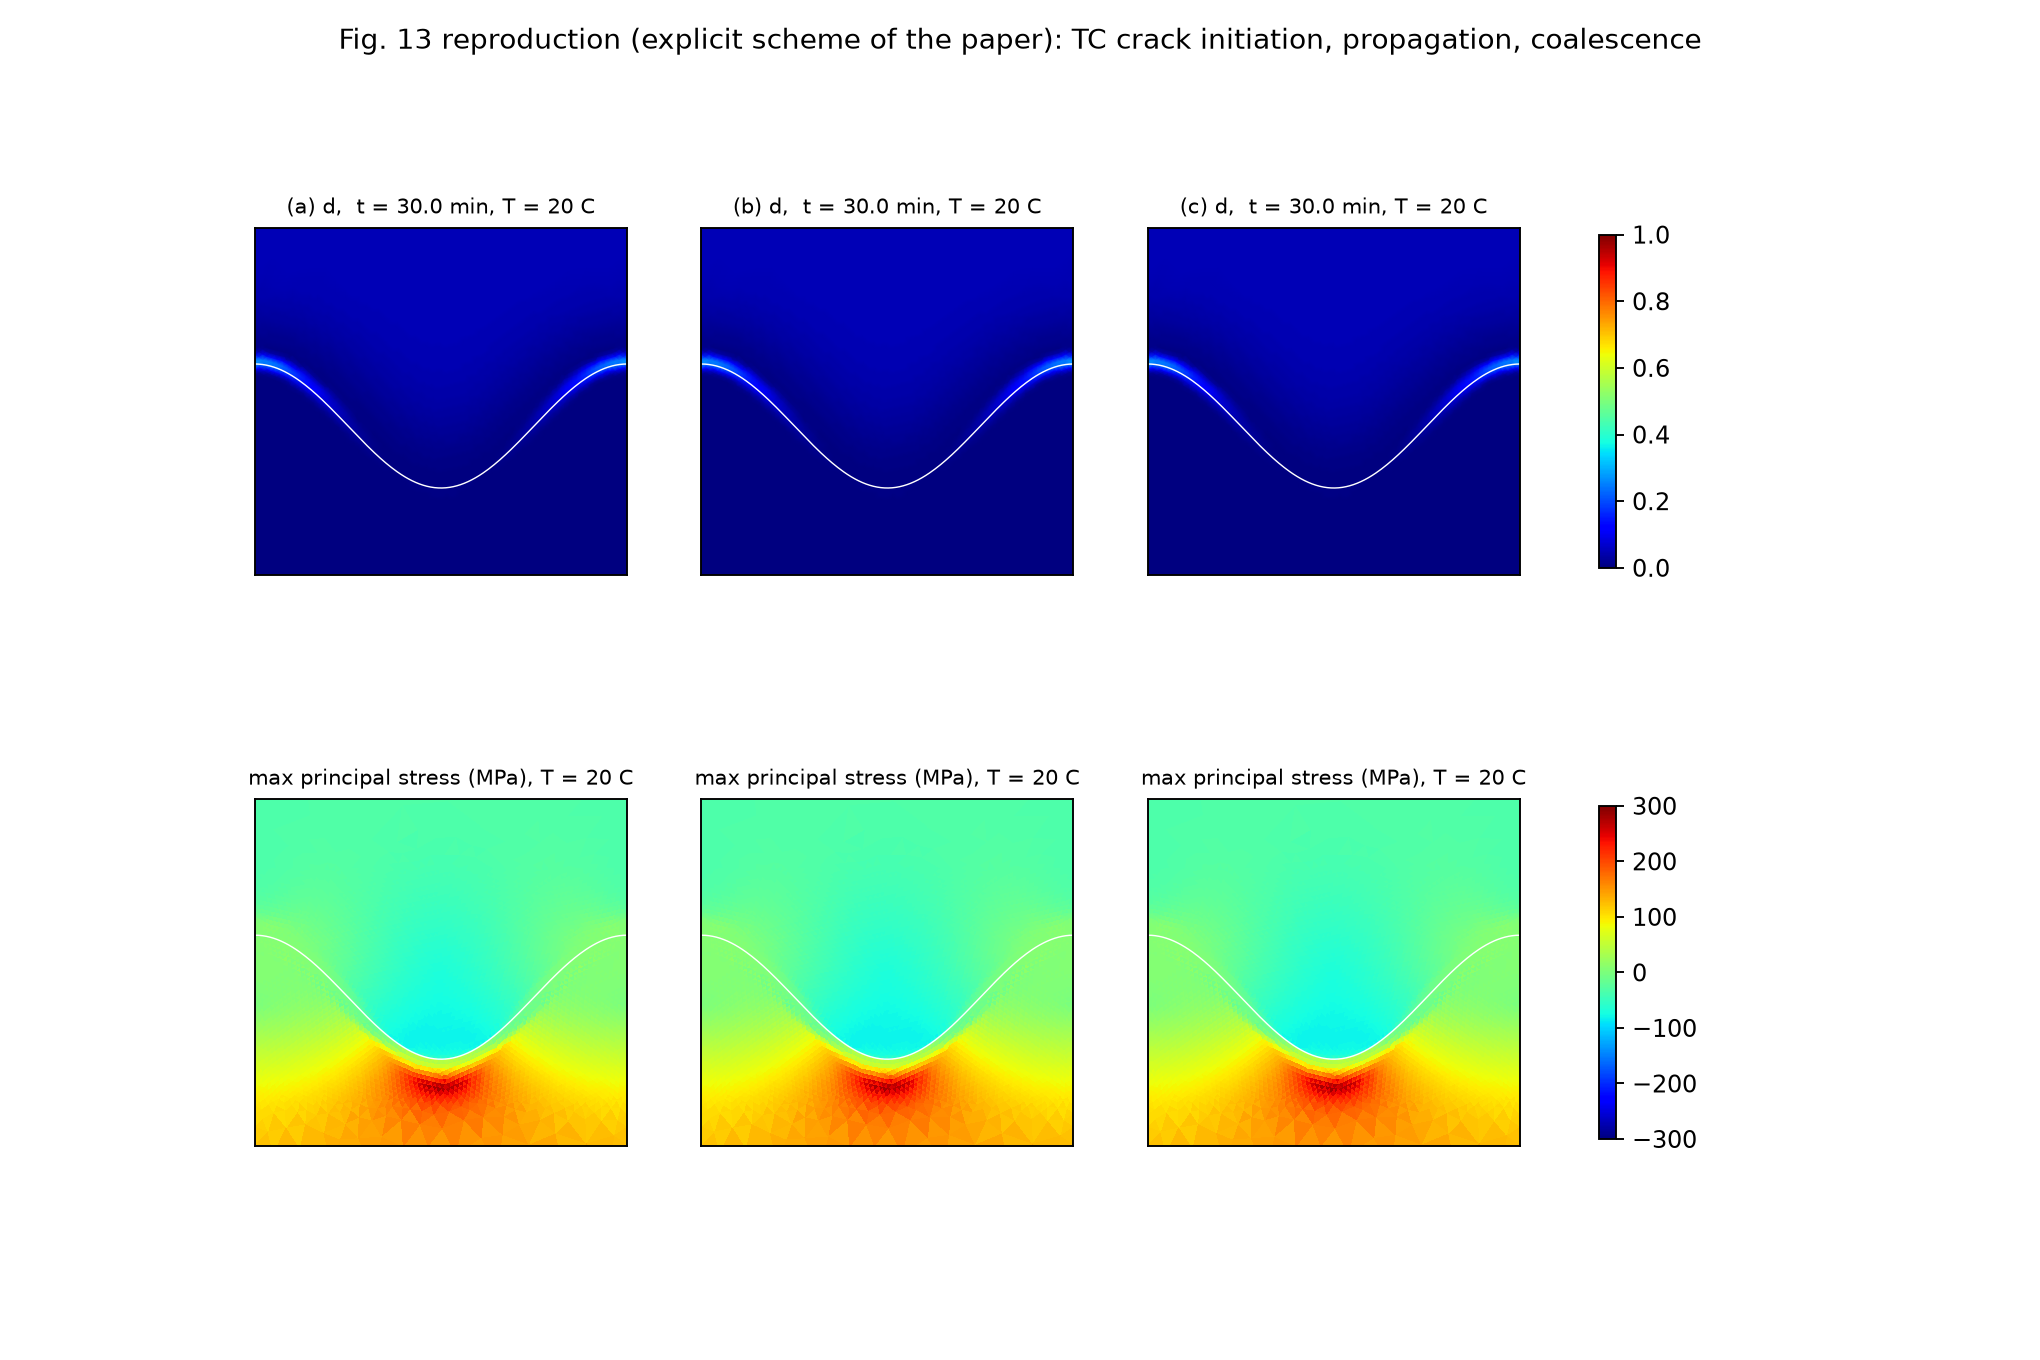 Fig. 13 reproduction (explicit scheme of the paper): TC crack initiation, propagation, coalescence
(a) d,  t = 30.0 min, T = 20 C
(b) d,  t = 30.0 min, T = 20 C
(c) d,  t = 30.0 min, T = 20 C
1.0
0.8
0.6
0.4
0.2
0.0
max principal stress (MPa), T = 20 C
max principal stress (MPa), T = 20 C
max principal stress (MPa), T = 20 C
300
200
100
0
−100
−200
−300